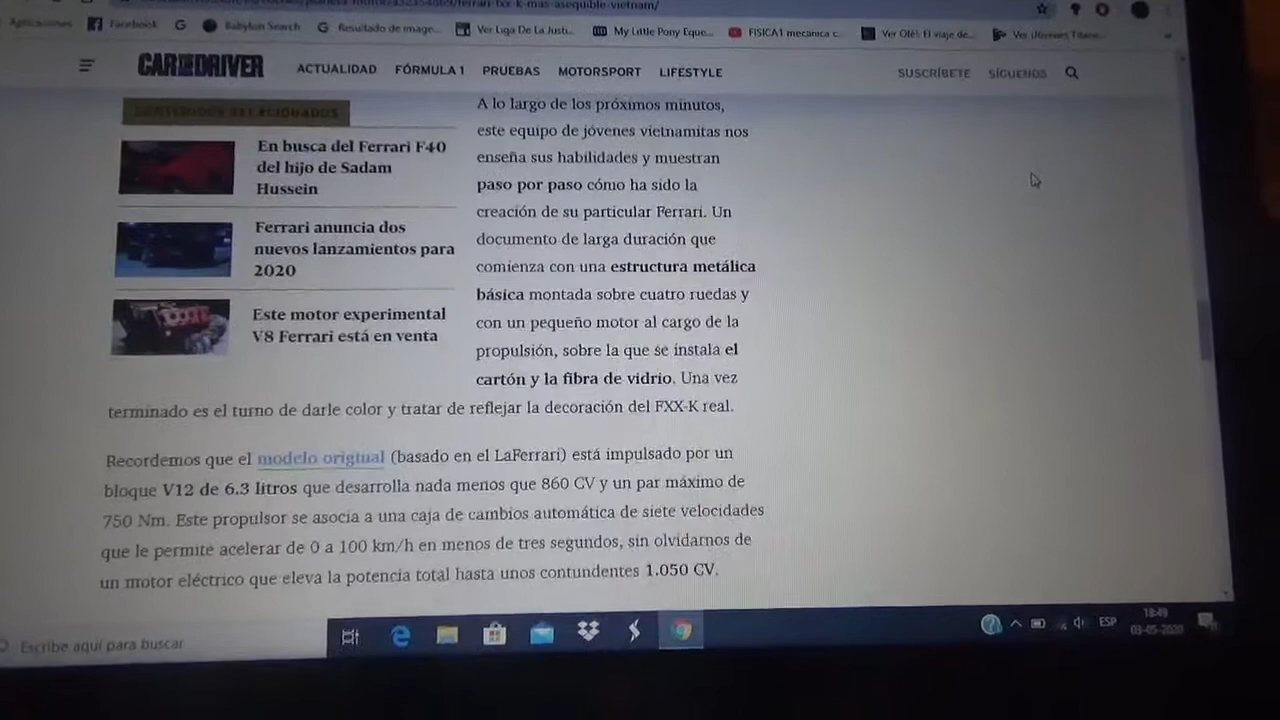 /ferrari-fxx-k-mas-asequible-vietnam/
Aplicaciones
Facebook
Babylon Search
Resultado de image...
Ver Liga De La Justi...
My Little Pony Eque...
FISICA1 mecanica c...
Ver Olé! El viaje de...
Ver Jóvenes Titane...
CAR AND DRIVER
ACTUALIDAD
FÓRMULA 1
PRUEBAS
MOTORSPORT
LIFESTYLE
SUSCRÍBETE
SÍGUENOS
CONTENIDOS RELACIONADOS
En busca del Ferrari F40
del hijo de Sadam
Hussein
Ferrari anuncia dos
nuevos lanzamientos para
2020
Este motor experimental
V8 Ferrari está en venta
A lo largo de los próximos minutos,
este equipo de jóvenes vietnamitas nos
enseña sus habilidades y muestran
paso por paso cómo ha sido la
creación de su particular Ferrari. Un
documento de larga duración que
comienza con una estructura metálica
básica montada sobre cuatro ruedas y
con un pequeño motor al cargo de la
propulsión, sobre la que se instala el
cartón y la fibra de vidrio. Una vez
terminado es el turno de darle color y tratar de reflejar la decoración del FXX-K real.
Recordemos que el modelo original (basado en el LaFerrari) está impulsado por un
bloque V12 de 6.3 litros que desarrolla nada menos que 860 CV y un par máximo de
750 Nm. Este propulsor se asocia a una caja de cambios automática de siete velocidades
que le permite acelerar de 0 a 100 km/h en menos de tres segundos, sin olvidarnos de
un motor eléctrico que eleva la potencia total hasta unos contundentes 1.050 CV.
Escribe aquí para buscar
ESP
18:49
03-05-2020